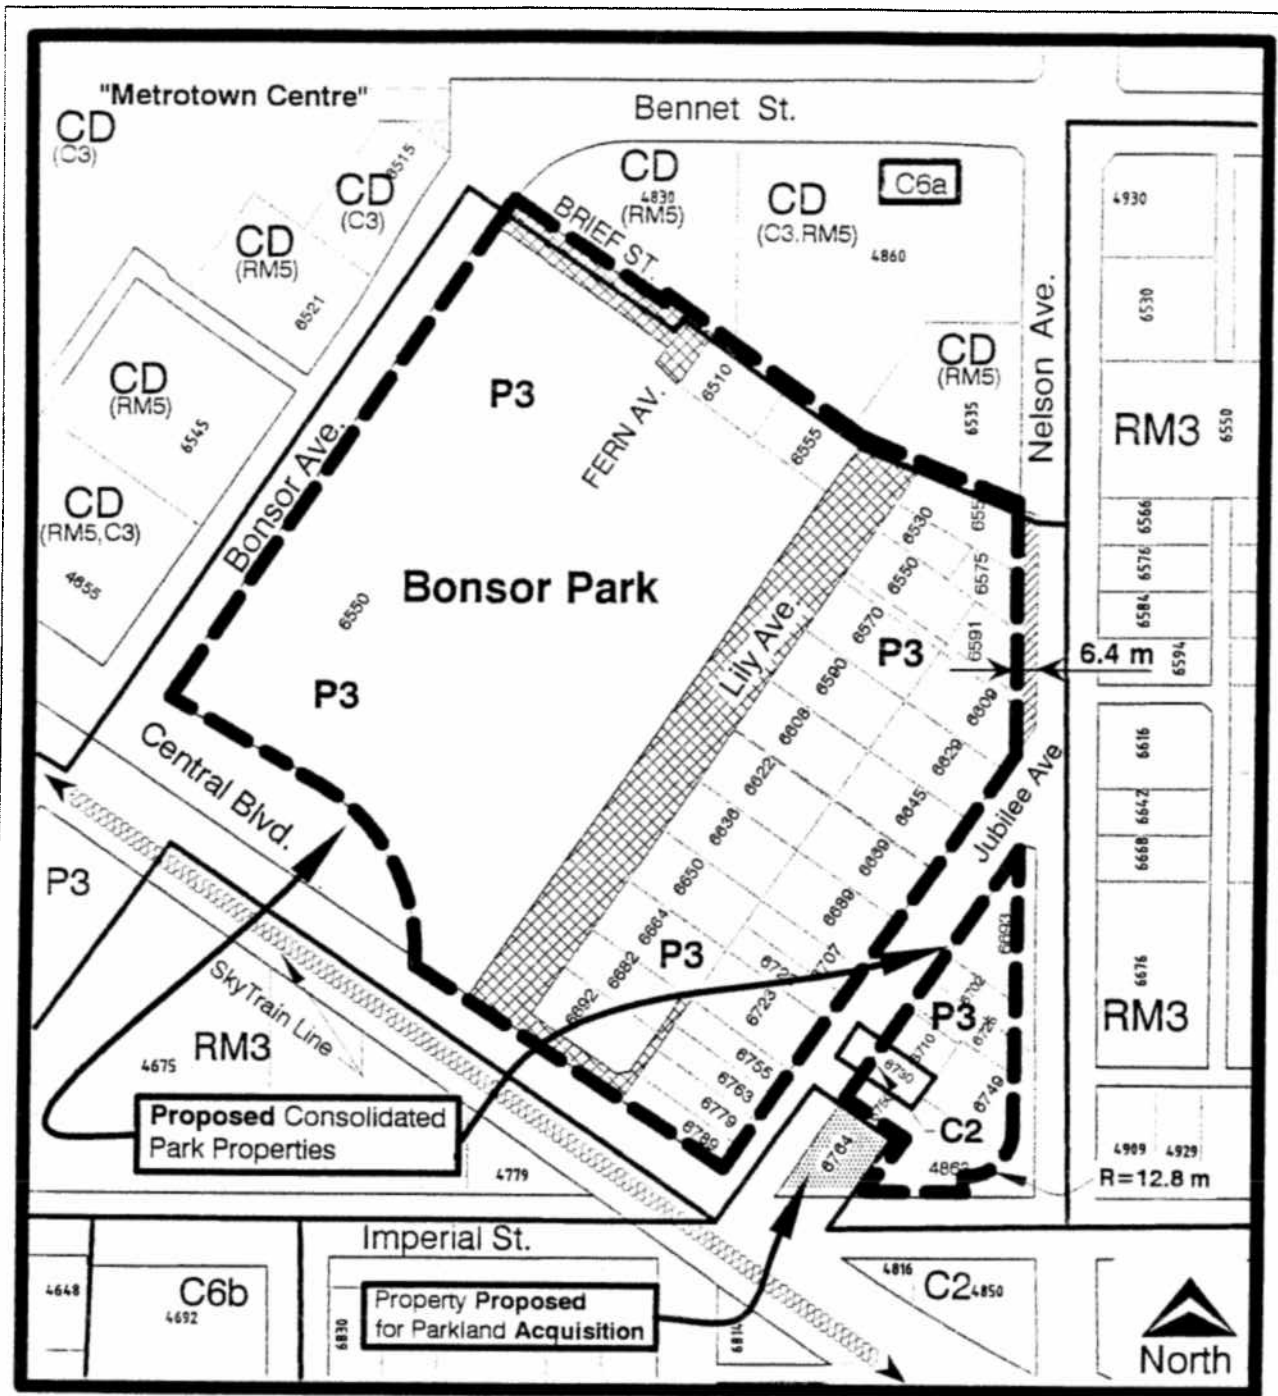 "Metrotown Centre"
Bennet St.
CD
(C3)
6515
CD
(C3)
CD
4830
(RM5)
CD
(C3.RM5)
4860
C6a
4930
BRIEF ST.
CD
(RM5)
6521
6530
Nelson Ave.
CD
(RM5)
6545
P3
6510
FERN AV.
6555
CD
(RM5)
6535
RM3
6550
CD
(RM5,C3)
4655
Bonsor Ave.
6550
Bonsor Park
P3
Lily Ave.
6530
6550
6570
6590
6608
6622
6636
6650
6664
6682
6692
P3
6575
6591
6609
6629
6645
6689
6707
6723
6755
6763
6779
6789
P3
6566
6576
6584
6594
6.4 m
6616
6642
6668
6676
RM3
Central Blvd.
Jubilee Ave
P3
SkyTrain Line
RM3
4675
6693
6702
P3
6726
6710
6730
6749
C2
6764
Proposed Consolidated
Park Properties
4779
4909
4929
R=12.8 m
Imperial St.
4648
C6b
4692
6830
Property Proposed
for Parkland Acquisition
6814
4816
C2
4850
North